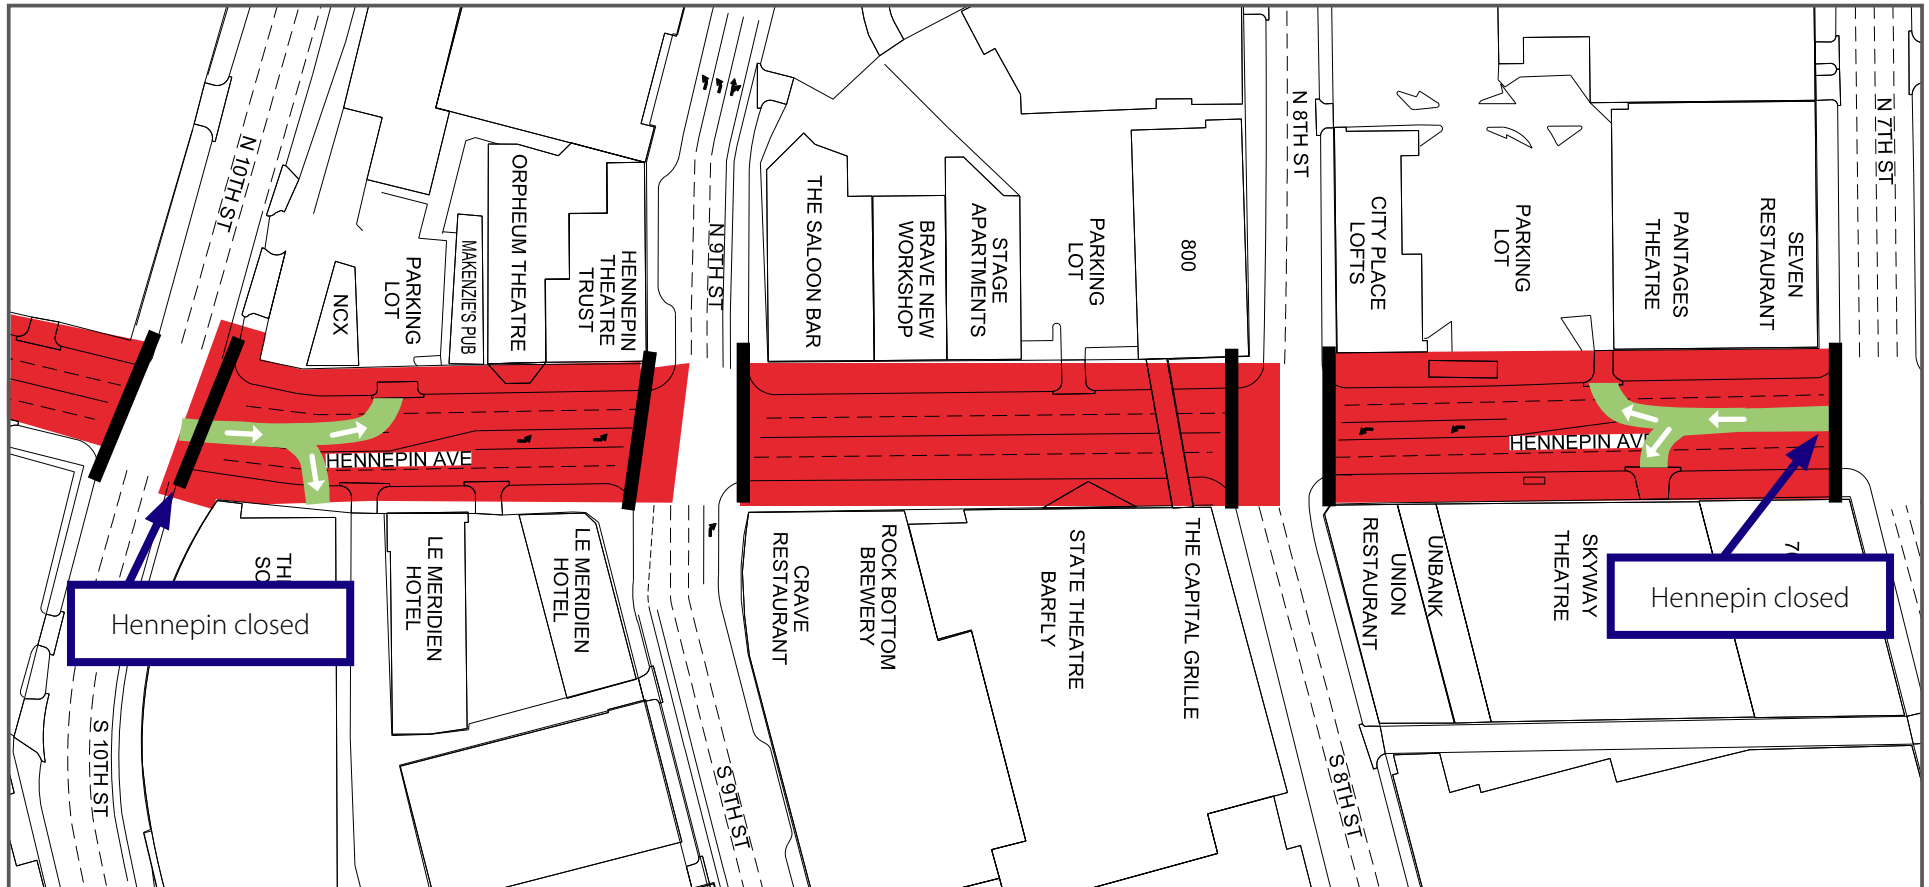 N 10TH ST
N 9TH ST
N 8TH ST
N 7TH ST
NCX
PARKING
LOT
MAKENZIE'S PUB
ORPHEUM THEATRE
HENNEPIN
THEATRE
TRUST
THE SALOON BAR
BRAVE NEW
WORKSHOP
STAGE
APARTMENTS
PARKING
LOT
800
CITY PLACE
LOFTS
PARKING
LOT
PANTAGES
THEATRE
SEVEN
RESTAURANT
HENNEPIN AVE
HENNEPIN AVE
LE MERIDIEN
HOTEL
LE MERIDIEN
HOTEL
CRAVE
RESTAURANT
ROCK BOTTOM
BREWERY
STATE THEATRE
BARFLY
THE CAPITAL GRILLE
UNION
RESTAURANT
UNBANK
SKYWAY
THEATRE
Hennepin closed
Hennepin closed
S 10TH ST
S 9TH ST
S 8TH ST